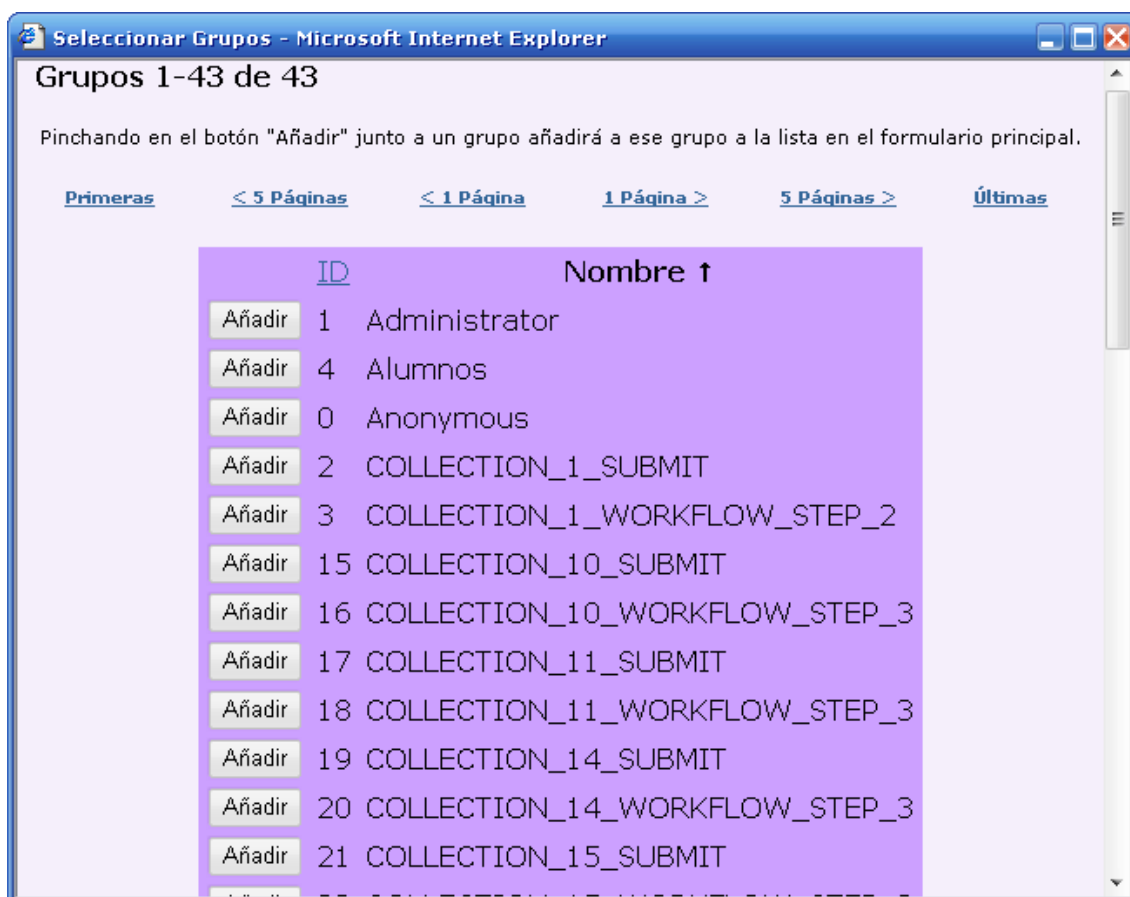 Seleccionar Grupos - Microsoft Internet Explorer
Grupos 1-43 de 43
Pinchando en el botón "Añadir" junto a un grupo añadirá a ese grupo a la lista en el formulario principal.
Primeras < 5 Páginas < 1 Página 1 Página > 5 Páginas > Últimas
ID Nombre ↑
Añadir 1 Administrator
Añadir 4 Alumnos
Añadir 0 Anonymous
Añadir 2 COLLECTION_1_SUBMIT
Añadir 3 COLLECTION_1_WORKFLOW_STEP_2
Añadir 15 COLLECTION_10_SUBMIT
Añadir 16 COLLECTION_10_WORKFLOW_STEP_3
Añadir 17 COLLECTION_11_SUBMIT
Añadir 18 COLLECTION_11_WORKFLOW_STEP_3
Añadir 19 COLLECTION_14_SUBMIT
Añadir 20 COLLECTION_14_WORKFLOW_STEP_3
Añadir 21 COLLECTION_15_SUBMIT